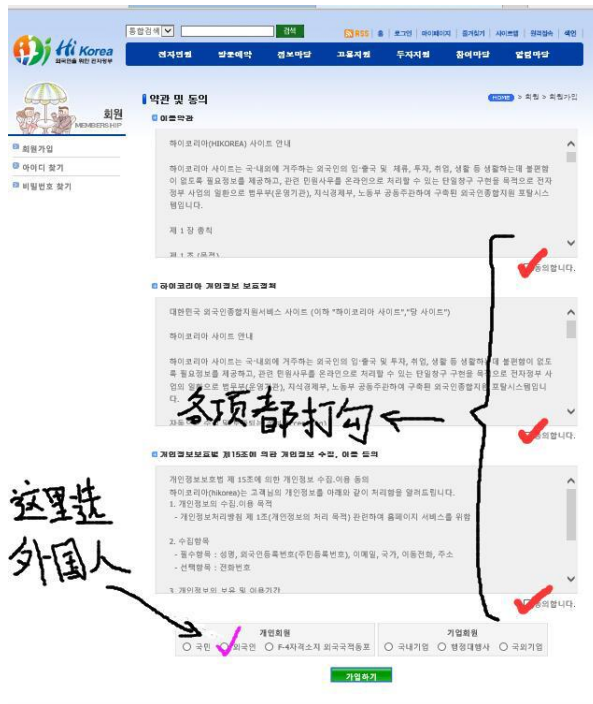 통합검색 검색 RSS | 홈 | 로그인 | 마이페이지 | 즐겨찾기 | 사이트맵 | 원격접속 | 색인
Hi Korea
외국인을 위한 전자정부
전자민원 방문예약 정보마당 고용지원 투자지원 참여마당 알림마당
회원
MEMBERSHIP
회원가입
아이디 찾기
비밀번호 찾기
약관 및 동의
HOME > 회원 > 회원가입
이용약관
하이코리아(HIKOREA) 사이트 안내
하이코리아 사이트는 국·내외에 거주하는 외국인의 입·출국 및 체류, 투자, 취업, 생활 등 생활하는데 불편함
이 없도록 필요정보를 제공하고, 관련 민원사무를 온라인으로 처리할 수 있는 단일창구 구현을 목적으로 전자
정부 사업의 일환으로 법무부(운영기관), 지식경제부, 노동부 공동주관하여 구축된 외국인종합지원 포탈시스
템입니다.
제 1 장 총칙
제 1 조 (목적)
동의합니다.
하이코리아 개인정보 보호정책
대한민국 외국인종합지원서비스 사이트 (이하 "하이코리아 사이트","당 사이트")
하이코리아 사이트 안내
하이코리아 사이트는 국·내외에 거주하는 외국인의 입·출국 및 투자, 취업, 생활 등 생활하는데 불편함이 없도
록 필요정보를 제공하고, 관련 민원사무를 온라인으로 처리할 수 있는 단일창구 구현을 목적으로 전자정부 사
업의 일환으로 법무부(운영기관), 지식경제부, 노동부 공동주관하여 구축된 외국인종합지원 포탈시스템입니
다.
各项都打勾
동의합니다.
개인정보보호법 제15조에 의한 개인정보 수집, 이용 동의
개인정보보호법 제 15조에 의한 개인정보 수집.이용 동의
하이코리아(hikorea)는 고객님의 개인정보를 아래와 같이 처리함을 알려드립니다.
1. 개인정보의 수집.이용 목적
- 개인정보처리방침 제 1조(개인정보의 처리 목적) 관련하여 홈페이지 서비스를 위함
2. 수집항목
- 필수항목 : 성명, 외국인등록번호(주민등록번호), 이메일, 국가, 이동전화, 주소
- 선택항목 : 전화번호
3. 개인정보의 보유 및 이용기간
这里选
外国人
동의합니다.
개인회원 기업회원
국민 외국인 F-4자격소지 외국국적동포 국내기업 행정대행사 국외기업
가입하기